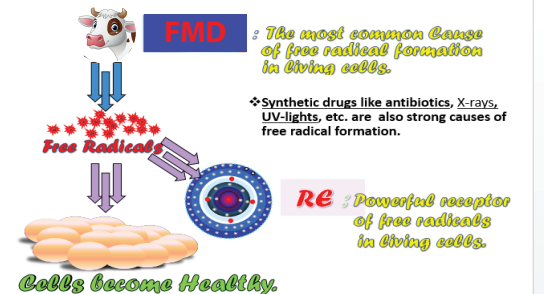 FMD : The most common Cause
of free radical formation
in living cells.
❖Synthetic drugs like antibiotics, X-rays,
UV-lights, etc. are also strong causes of
free radical formation.
Free Radicals
RE : Powerful receptor
of free radicals
in living cells.
Cells become Healthy.